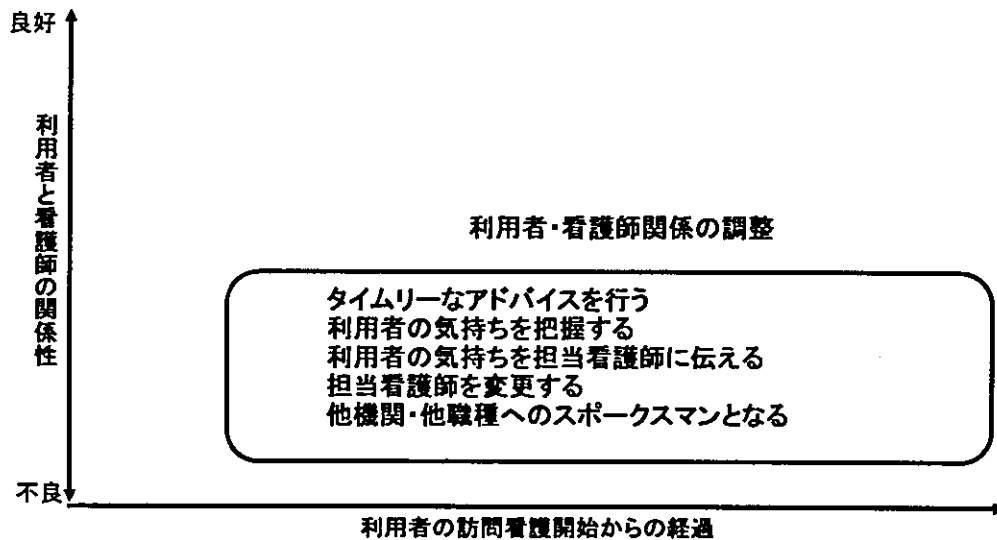 良好
利用者と看護師の関係性
利用者・看護師関係の調整
タイムリーなアドバイスを行う
利用者の気持ちを把握する
利用者の気持ちを担当看護師に伝える
担当看護師を変更する
他機関・他職種へのスポークスマンとなる
不良
利用者の訪問看護開始からの経過